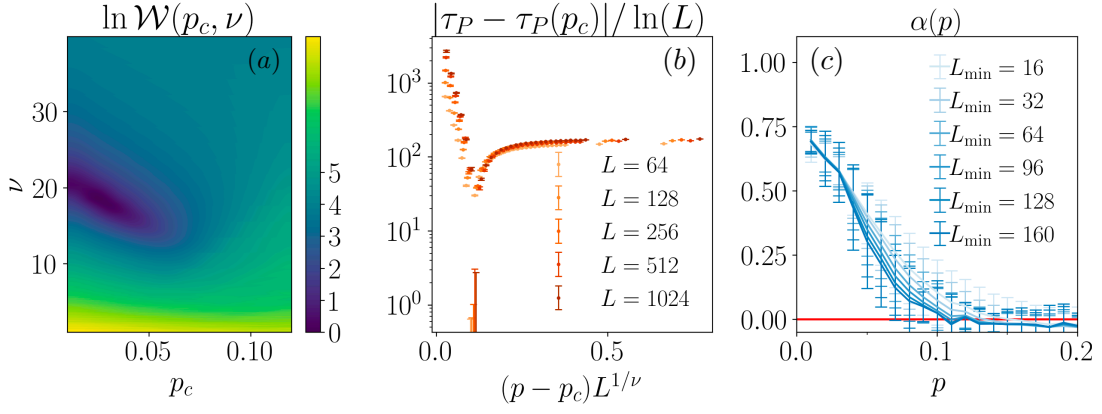 ln W(p_c, ν)
(a)
30
20
10
ν
0.05
0.10
p_c
5
4
3
2
1
0
|τ_P − τ_P(p_c)|/ ln(L)
(b)
10^3
10^2
10^1
10^0
L = 64
L = 128
L = 256
L = 512
L = 1024
0.0
0.5
(p − p_c)L^{1/ν}
α(p)
(c)
1.00
0.75
0.50
0.25
0.00
L_min = 16
L_min = 32
L_min = 64
L_min = 96
L_min = 128
L_min = 160
0.0
0.1
0.2
p